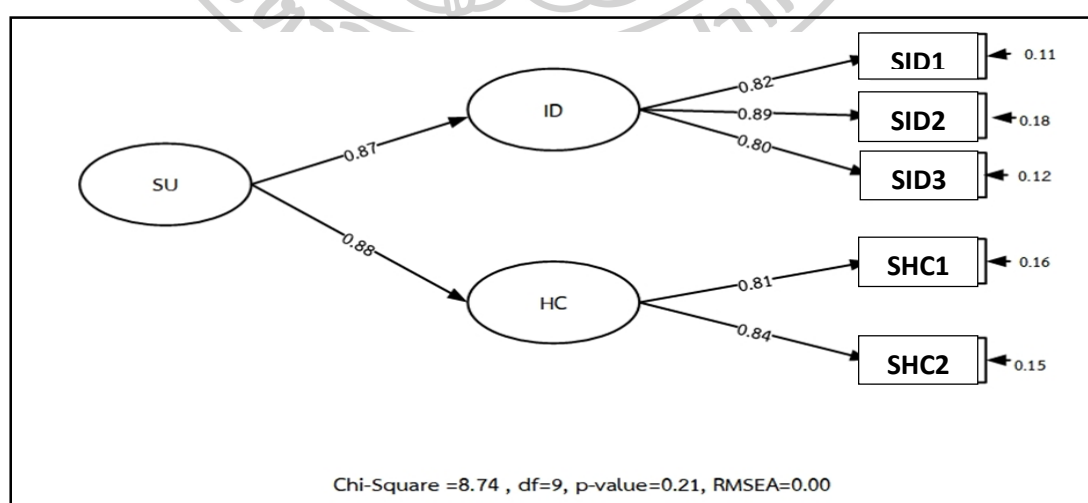 SID1
0.11
0.82
ID
0.89
SID2
0.18
0.87
0.80
SU
SID3
0.12
0.88
SHC1
0.16
0.81
HC
0.84
SHC2
0.15
Chi-Square =8.74 , df=9, p-value=0.21, RMSEA=0.00